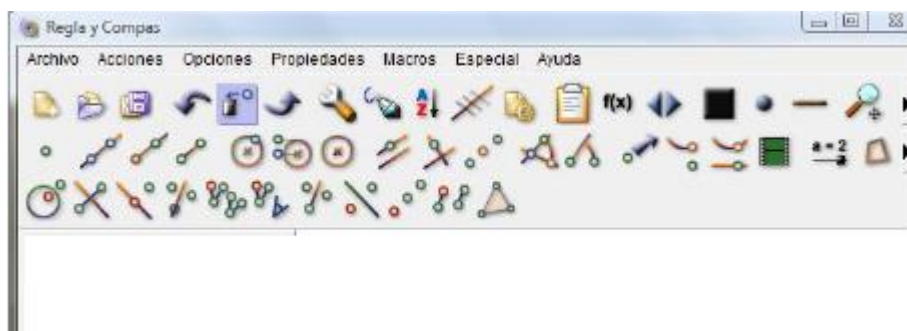 Regla y Compas
Archivo Acciones Opciones Propiedades Macros Especial Ayuda
A
Z
f(x)
a = 2